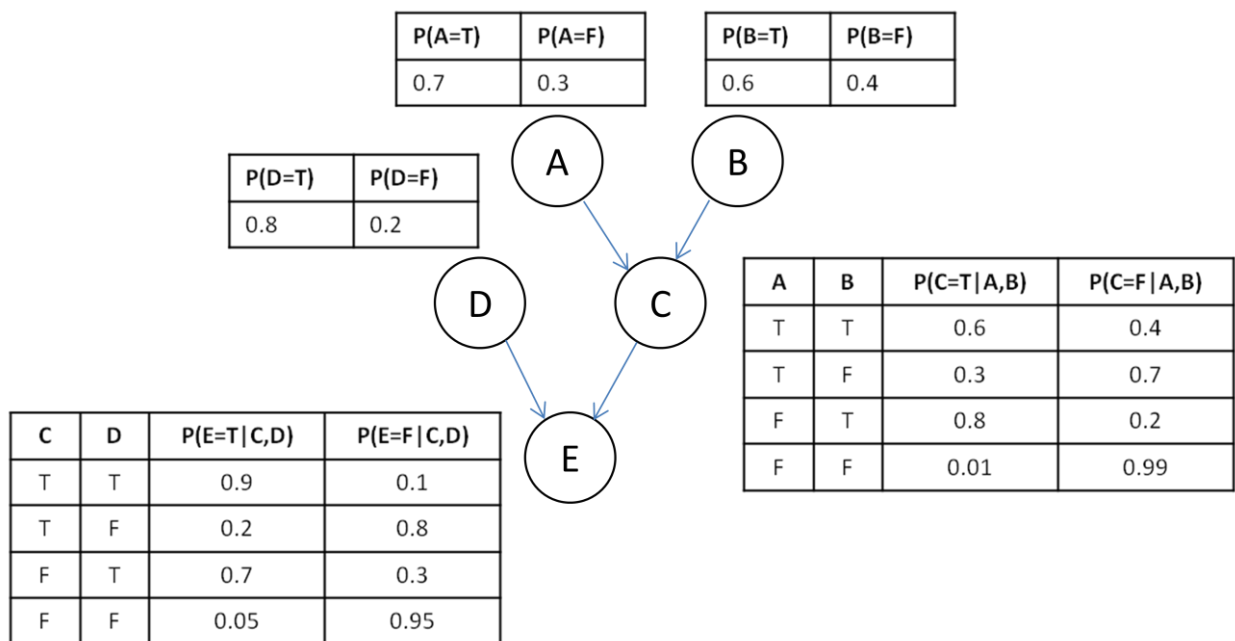 P(A=T) P(A=F)
0.7 0.3
P(B=T) P(B=F)
0.6 0.4
A
B
P(D=T) P(D=F)
0.8 0.2
D
C
A B P(C=T|A,B) P(C=F|A,B)
T T 0.6 0.4
T F 0.3 0.7
F T 0.8 0.2
F F 0.01 0.99
E
C D P(E=T|C,D) P(E=F|C,D)
T T 0.9 0.1
T F 0.2 0.8
F T 0.7 0.3
F F 0.05 0.95